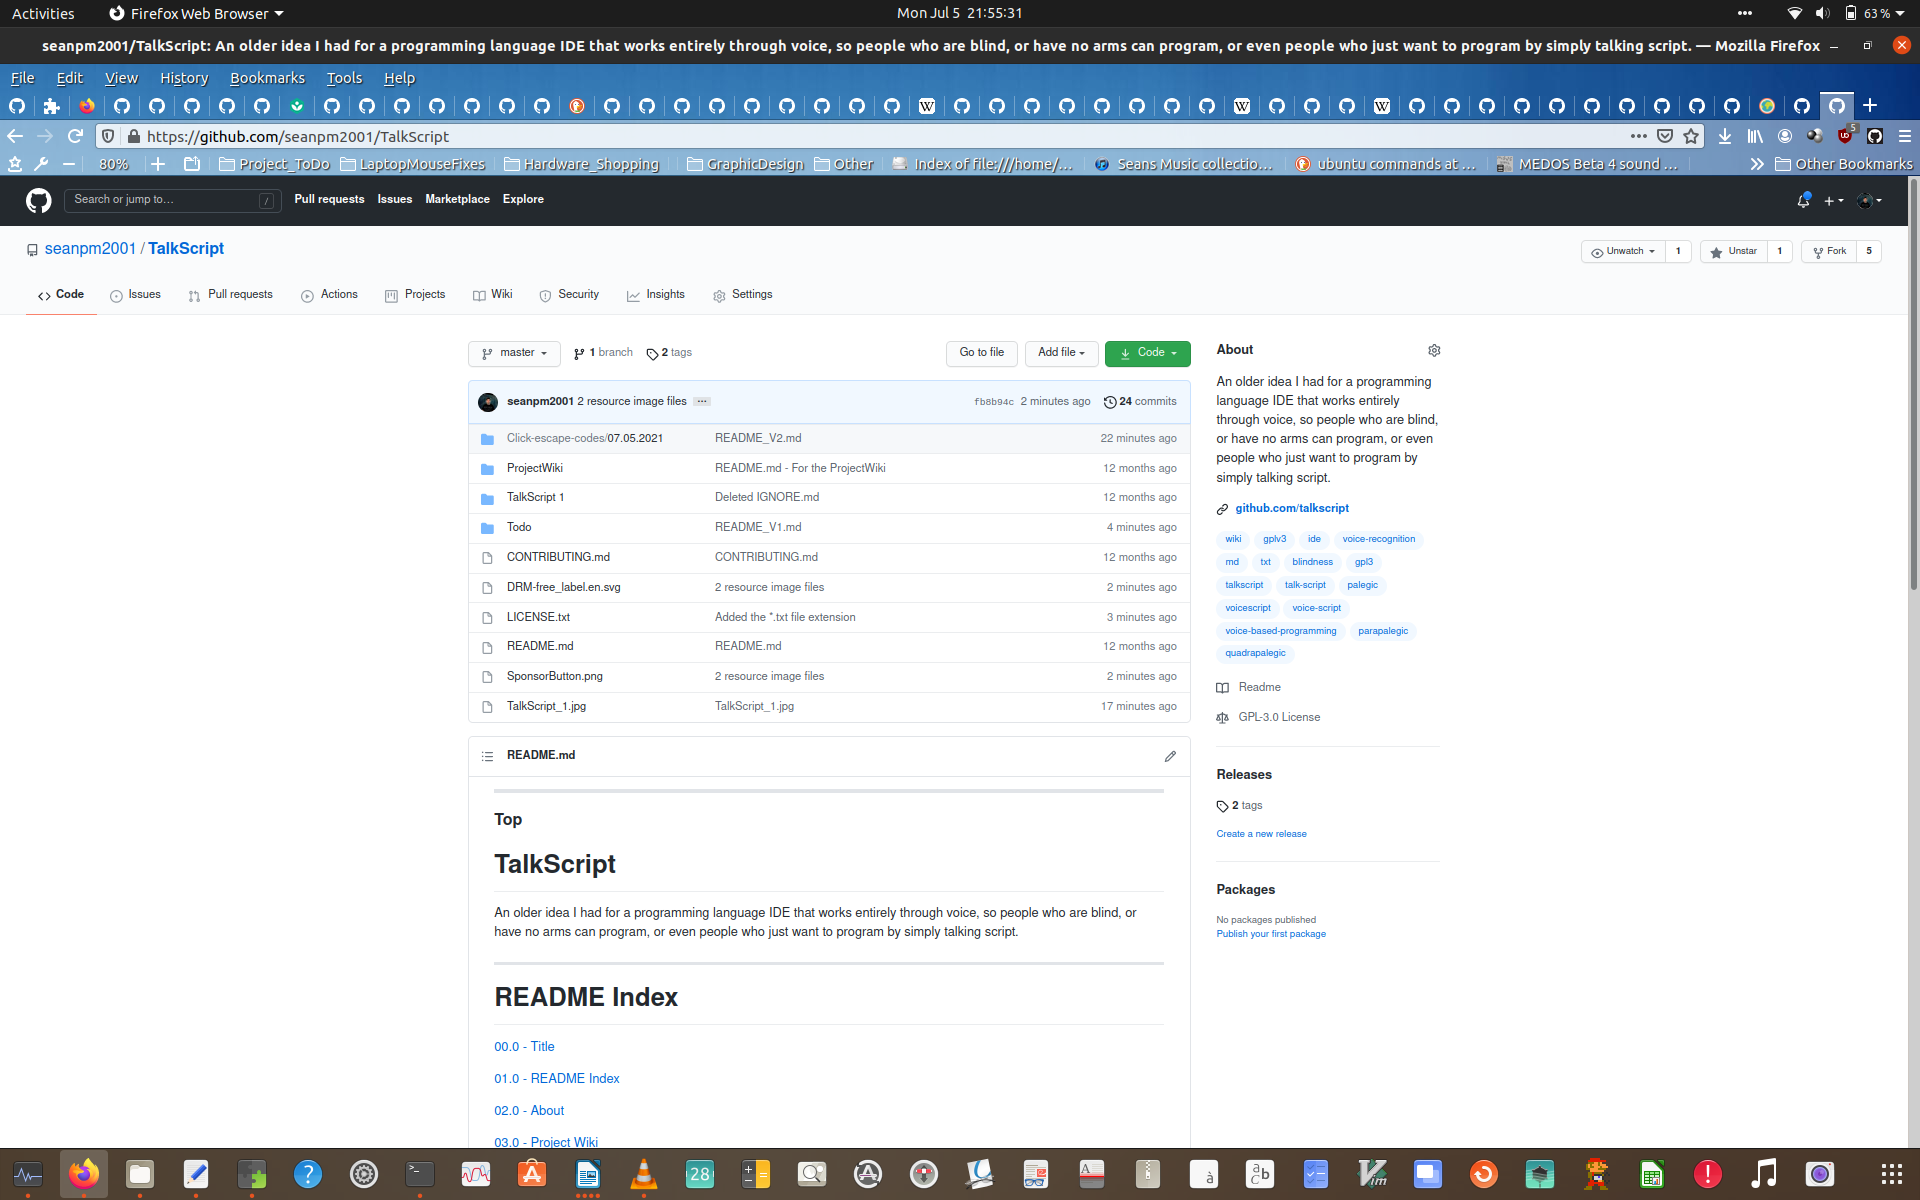 Activities
Firefox Web Browser
Mon Jul 5 21:55:31
63 %
seanpm2001/TalkScript: An older idea I had for a programming language IDE that works entirely through voice, so people who are blind, or have no arms can program, or even people who just want to program by simply talking script. — Mozilla Firefox
File Edit View History Bookmarks Tools Help
https://github.com/seanpm2001/TalkScript
5
80%
Project_ToDo
LaptopMouseFixes
Hardware_Shopping
GraphicDesign
Other
Index of file:///home/...
Seans Music collectio...
ubuntu commands at ...
MEDOS Beta 4 sound ...
Other Bookmarks
Search or jump to...
/
Pull requests Issues Marketplace Explore
seanpm2001 / TalkScript
Unwatch 1
Unstar 1
Fork 5
Code
Issues
Pull requests
Actions
Projects
Wiki
Security
Insights
Settings
master
1 branch
2 tags
Go to file
Add file
Code
seanpm2001 2 resource image files ...
fb8b94c 2 minutes ago
24 commits
Click-escape-codes/07.05.2021 README_V2.md 22 minutes ago
ProjectWiki README.md - For the ProjectWiki 12 months ago
TalkScript 1 Deleted IGNORE.md 12 months ago
Todo README_V1.md 4 minutes ago
CONTRIBUTING.md CONTRIBUTING.md 12 months ago
DRM-free_label.en.svg 2 resource image files 2 minutes ago
LICENSE.txt Added the *.txt file extension 3 minutes ago
README.md README.md 12 months ago
SponsorButton.png 2 resource image files 2 minutes ago
TalkScript_1.jpg TalkScript_1.jpg 17 minutes ago
README.md
Top
TalkScript
An older idea I had for a programming language IDE that works entirely through voice, so people who are blind, or
have no arms can program, or even people who just want to program by simply talking script.
README Index
00.0 - Title
01.0 - README Index
02.0 - About
03.0 - Project Wiki
About
An older idea I had for a programming
language IDE that works entirely
through voice, so people who are blind,
or have no arms can program, or even
people who just want to program by
simply talking script.
github.com/talkscript
wiki gplv3 ide voice-recognition
md txt blindness gpl3
talkscript talk-script palegic
voicescript voice-script
voice-based-programming parapalegic
quadrapalegic
Readme
GPL-3.0 License
Releases
2 tags
Create a new release
Packages
No packages published
Publish your first package
28